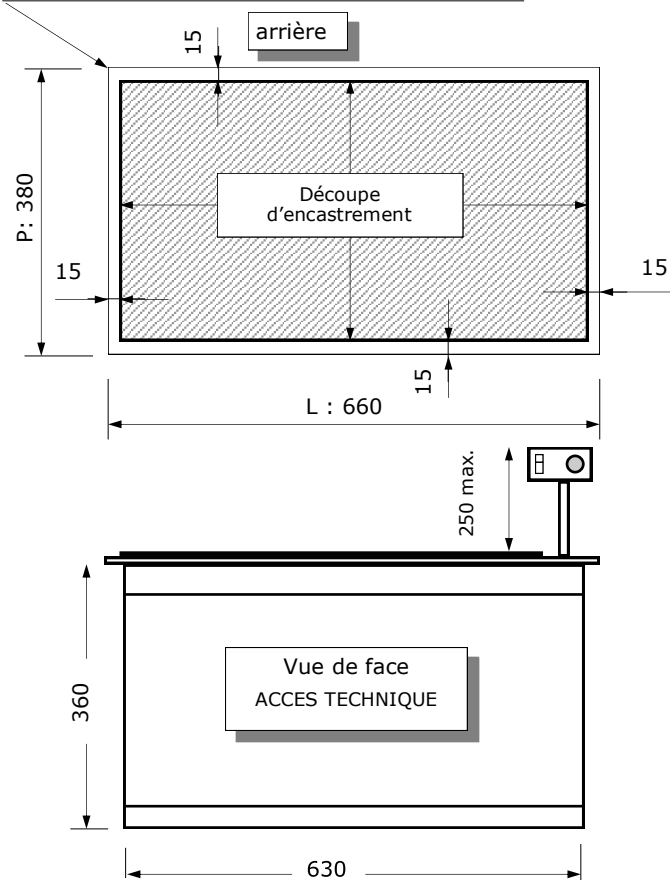 arrière
15
P: 380
Découpe
d'encastrement
15
15
15
L : 660
250 max.
Vue de face
ACCES TECHNIQUE
360
630